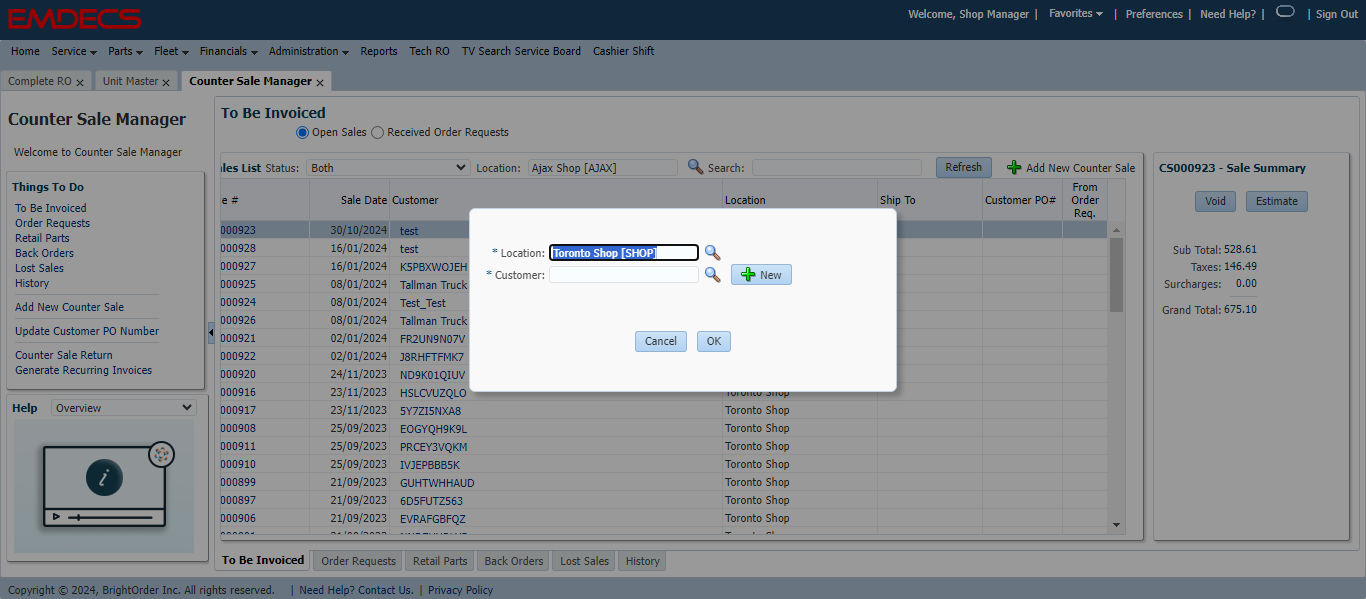 EMDECS
Welcome, Shop Manager | Favorites | Preferences | Need Help? | | Sign Out
Home Service Parts Fleet Financials Administration Reports Tech RO TV Search Service Board Cashier Shift
Complete RO × Unit Master × Counter Sale Manager ×
Counter Sale Manager
Welcome to Counter Sale Manager
Things To Do
To Be Invoiced
Order Requests
Retail Parts
Back Orders
Lost Sales
History
Add New Counter Sale
Update Customer PO Number
Counter Sale Return
Generate Recurring Invoices
Help Overview
i
To Be Invoiced
Open Sales Received Order Requests
ales List Status: Both Location: Ajax Shop [AJAX] Search: Refresh Add New Counter Sale
e # Sale Date Customer Location Ship To Customer PO# From Order Req.
000923 30/10/2024 test
000928 16/01/2024 test
000927 16/01/2024 K5PBXWOJEH
000925 08/01/2024 Tallman Truck
000924 08/01/2024 Test_Test
000926 08/01/2024 Tallman Truck
000921 02/01/2024 FR2UN9N07V
000922 02/01/2024 J8RHFTFMK7
000920 24/11/2023 ND9K01QIUV
000916 23/11/2023 HSLCVUZQLO Toronto Shop
000917 23/11/2023 5Y7ZI5NXA8 Toronto Shop
000908 25/09/2023 EOGYQH9K9L Toronto Shop
000911 25/09/2023 PRCEY3VQKM Toronto Shop
000910 25/09/2023 IVJEPBBB5K Toronto Shop
000899 21/09/2023 GUHTWHHAUD Toronto Shop
000897 21/09/2023 6D5FUTZ563 Toronto Shop
000906 21/09/2023 EVRAFGBFQZ Toronto Shop
* Location: Toronto Shop [SHOP]
* Customer: New
Cancel OK
CS000923 - Sale Summary
Void Estimate
Sub Total: 528.61
Taxes: 146.49
Surcharges: 0.00
Grand Total: 675.10
To Be Invoiced Order Requests Retail Parts Back Orders Lost Sales History
Copyright © 2024, BrightOrder Inc. All rights reserved. | Need Help? Contact Us. | Privacy Policy